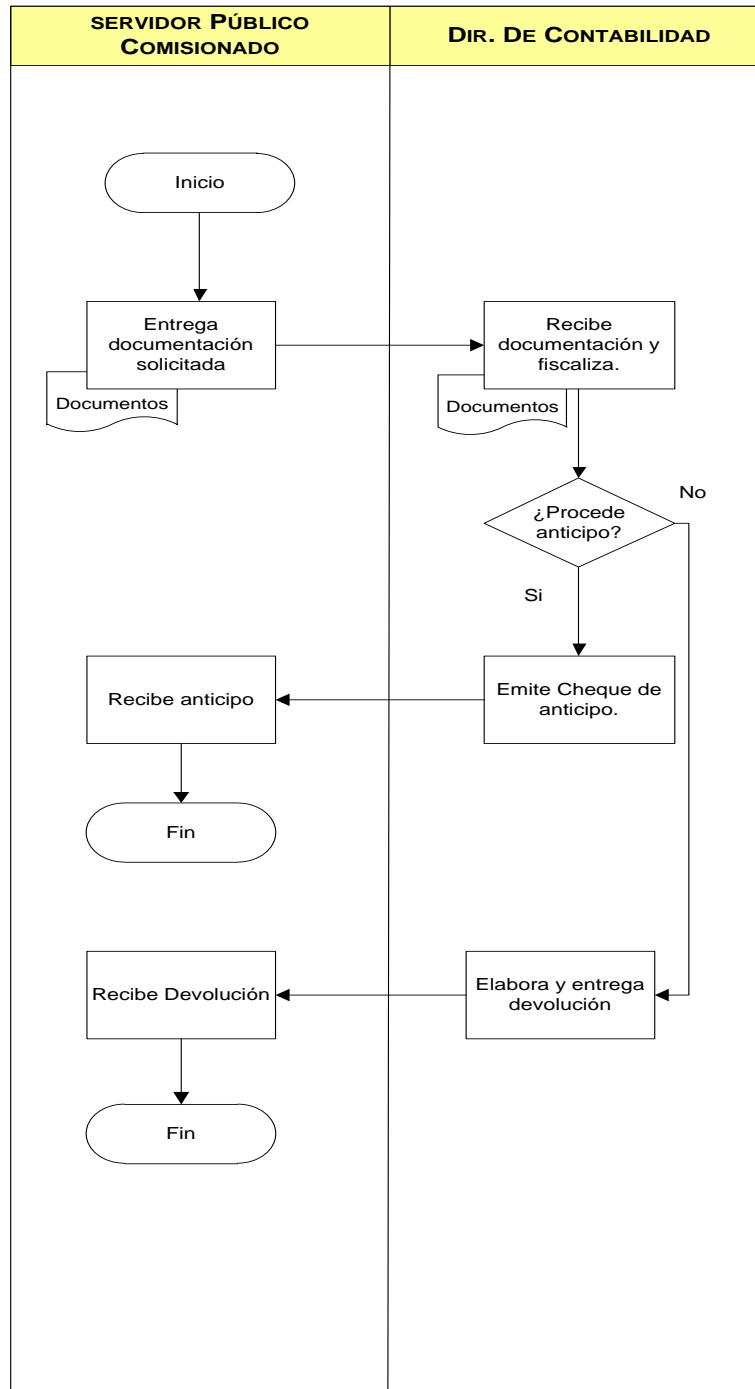 SERVIDOR PÚBLICO
COMISIONADO
DIR. DE CONTABILIDAD
Inicio
Entrega
documentación
solicitada
Documentos
Recibe
documentación y
fiscaliza.
Documentos
¿Procede
anticipo?
No
Si
Emite Cheque de
anticipo.
Recibe anticipo
Fin
Elabora y entrega
devolución
Recibe Devolución
Fin